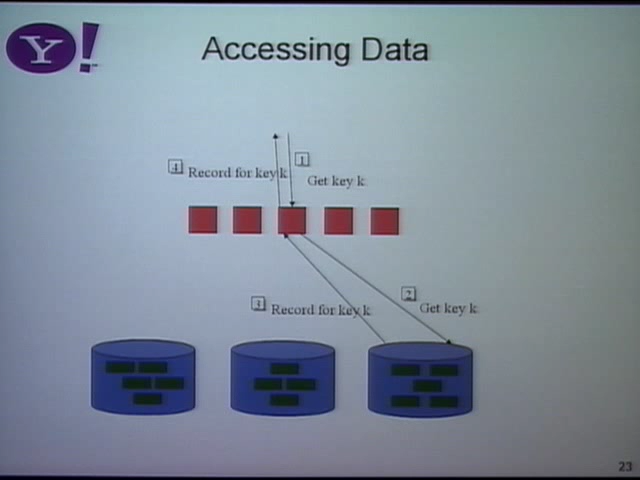 Y!
Accessing Data
4 Record for key k
1 Get key k
3 Record for key k
2 Get key k
23